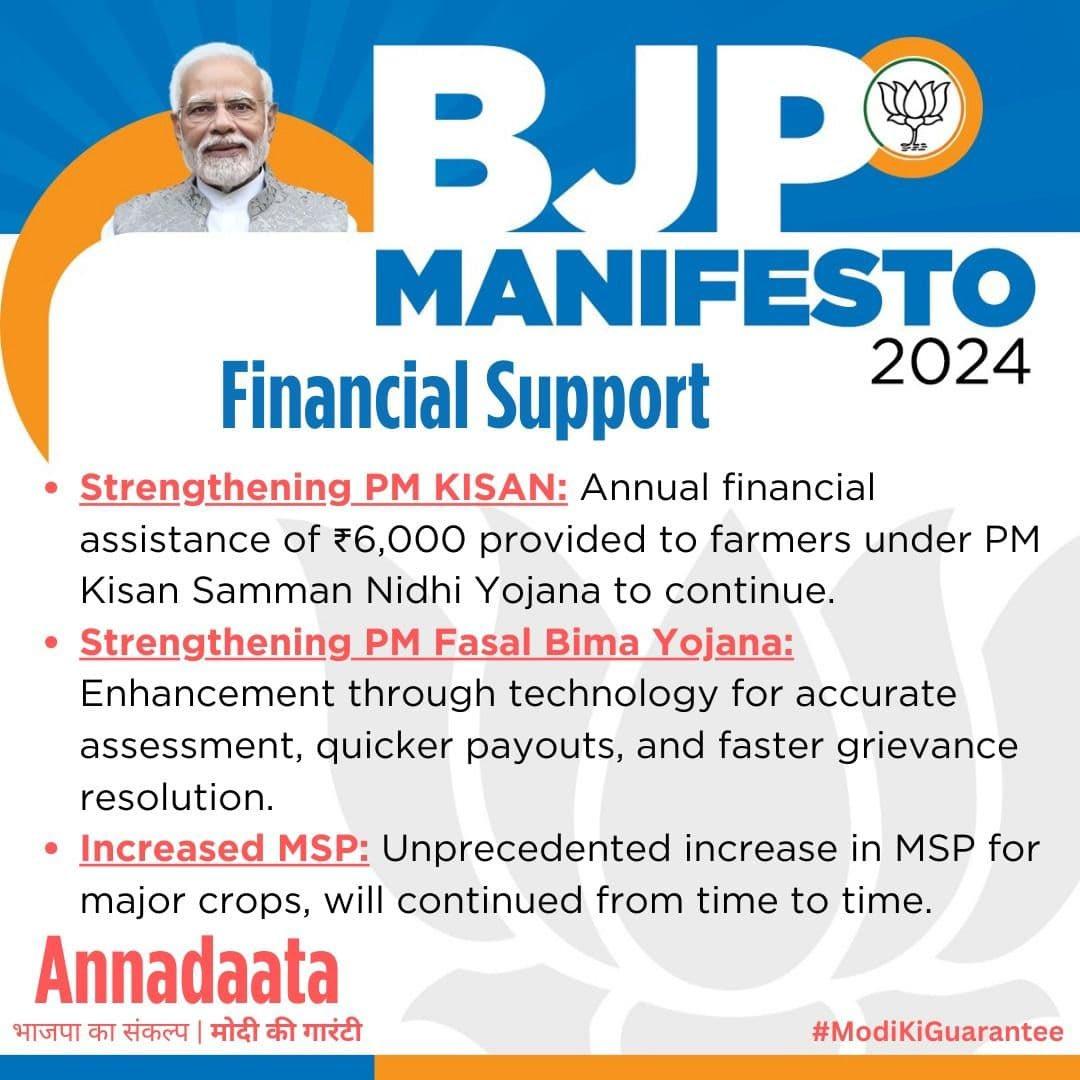 BJP
MANIFESTO
2024
Financial Support
• Strengthening PM KISAN: Annual financial
assistance of ₹6,000 provided to farmers under PM
Kisan Samman Nidhi Yojana to continue.
• Strengthening PM Fasal Bima Yojana:
Enhancement through technology for accurate
assessment, quicker payouts, and faster grievance
resolution.
• Increased MSP: Unprecedented increase in MSP for
major crops, will continued from time to time.
Annadaata
भाजपा का संकल्प | मोदी की गारंटी
#ModiKiGuarantee